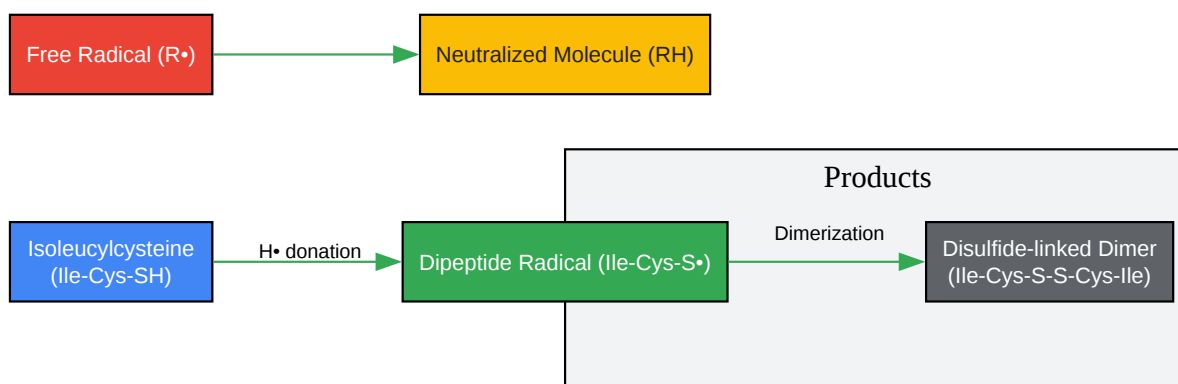 Free Radical (R•)
Neutralized Molecule (RH)
Products
Isoleucylcysteine
(Ile-Cys-SH)
H• donation
Dipeptide Radical (Ile-Cys-S•)
Dimerization
Disulfide-linked Dimer
(Ile-Cys-S-S-Cys-Ile)